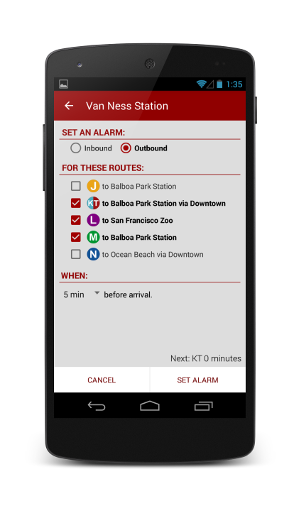 1:35
Van Ness Station
SET AN ALARM:
Inbound Outbound
FOR THESE ROUTES:
J to Balboa Park Station
KT to Balboa Park Station via Downtown
L to San Francisco Zoo
M to Balboa Park Station
N to Ocean Beach via Downtown
WHEN:
5 min before arrival.
Next: KT 0 minutes
CANCEL SET ALARM